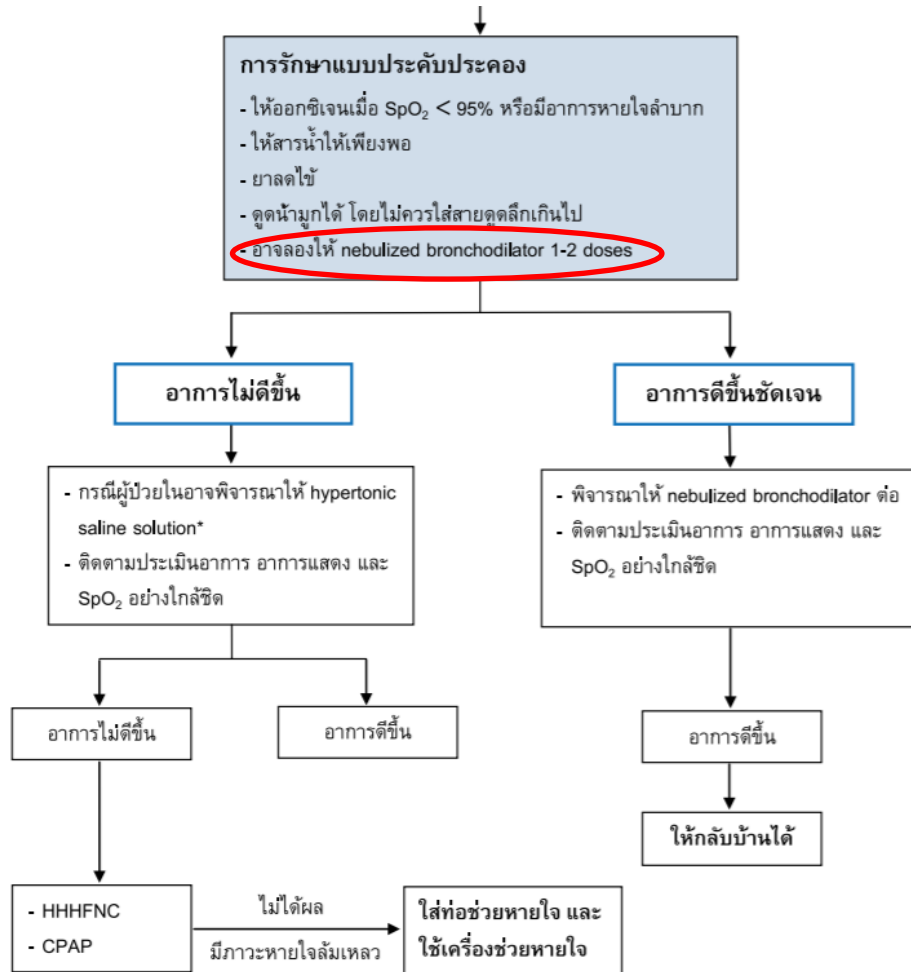 การรักษาแบบประคับประคอง
- ให้ออกซิเจนเมื่อ SpO₂ < 95% หรือมีอาการหายใจลำบาก
- ให้สารน้ำให้เพียงพอ
- ยาลดไข้
- ดูดน้ำมูกได้ โดยไม่ควรใส่สายดูดลึกเกินไป
- อาจลองให้ nebulized bronchodilator 1-2 doses
อาการไม่ดีขึ้น
อาการดีขึ้นชัดเจน
- กรณีผู้ป่วยในอาจพิจารณาให้ hypertonic
saline solution*
- ติดตามประเมินอาการ อาการแสดง และ
SpO₂ อย่างใกล้ชิด
- พิจารณาให้ nebulized bronchodilator ต่อ
- ติดตามประเมินอาการ อาการแสดง และ
SpO₂ อย่างใกล้ชิด
อาการไม่ดีขึ้น
อาการดีขึ้น
อาการดีขึ้น
ให้กลับบ้านได้
- HHHFNC
- CPAP
ไม่ได้ผล
มีภาวะหายใจล้มเหลว
ใส่ท่อช่วยหายใจ และ
ใช้เครื่องช่วยหายใจ